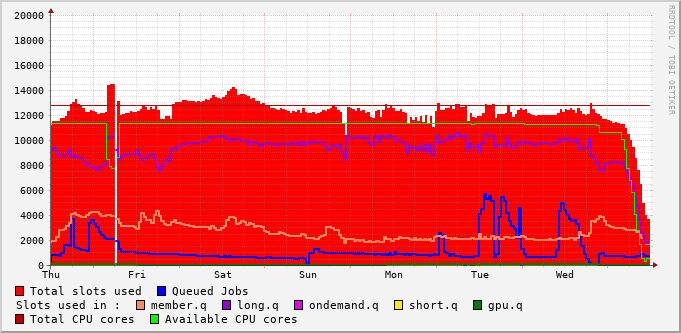 20000
18000
16000
14000
12000
10000
8000
6000
4000
2000
0
Thu Fri Sat Sun Mon Tue Wed
RRDTOOL / TOBI OETIKER
Total slots used Queued Jobs
Slots used in : member.q long.q ondemand.q short.q gpu.q
Total CPU cores Available CPU cores